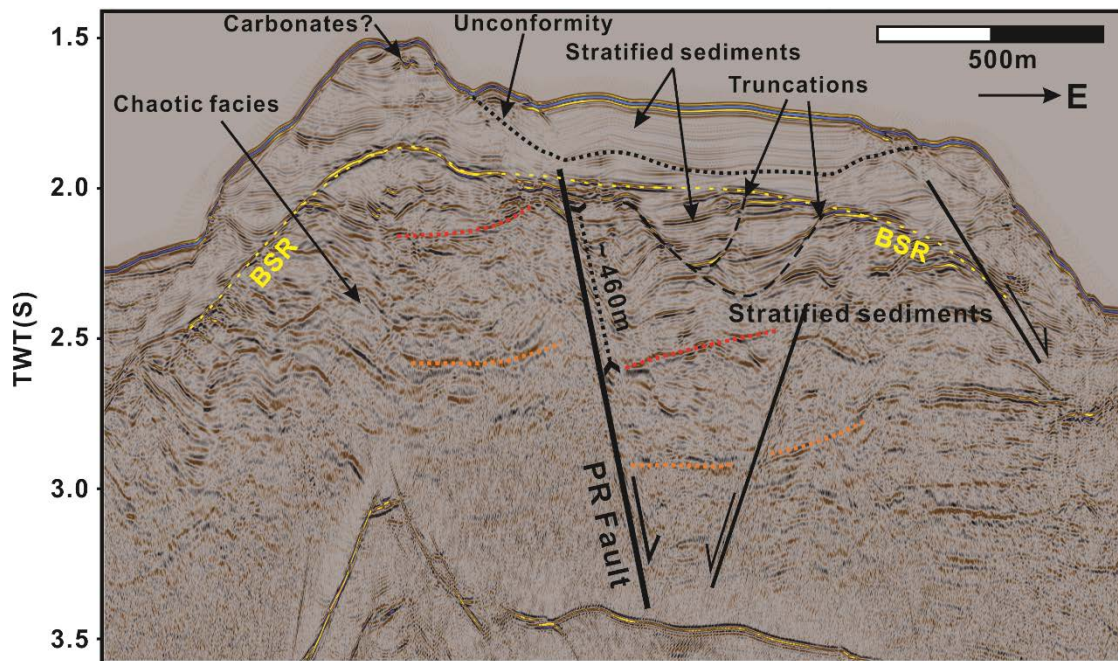 1.5
2.0
2.5
3.0
3.5
TWT(S)
Carbonates?
Unconformity
Stratified sediments
500m
E
Chaotic facies
Truncations
BSR
BSR
~ 460m
Stratified sediments
PR Fault